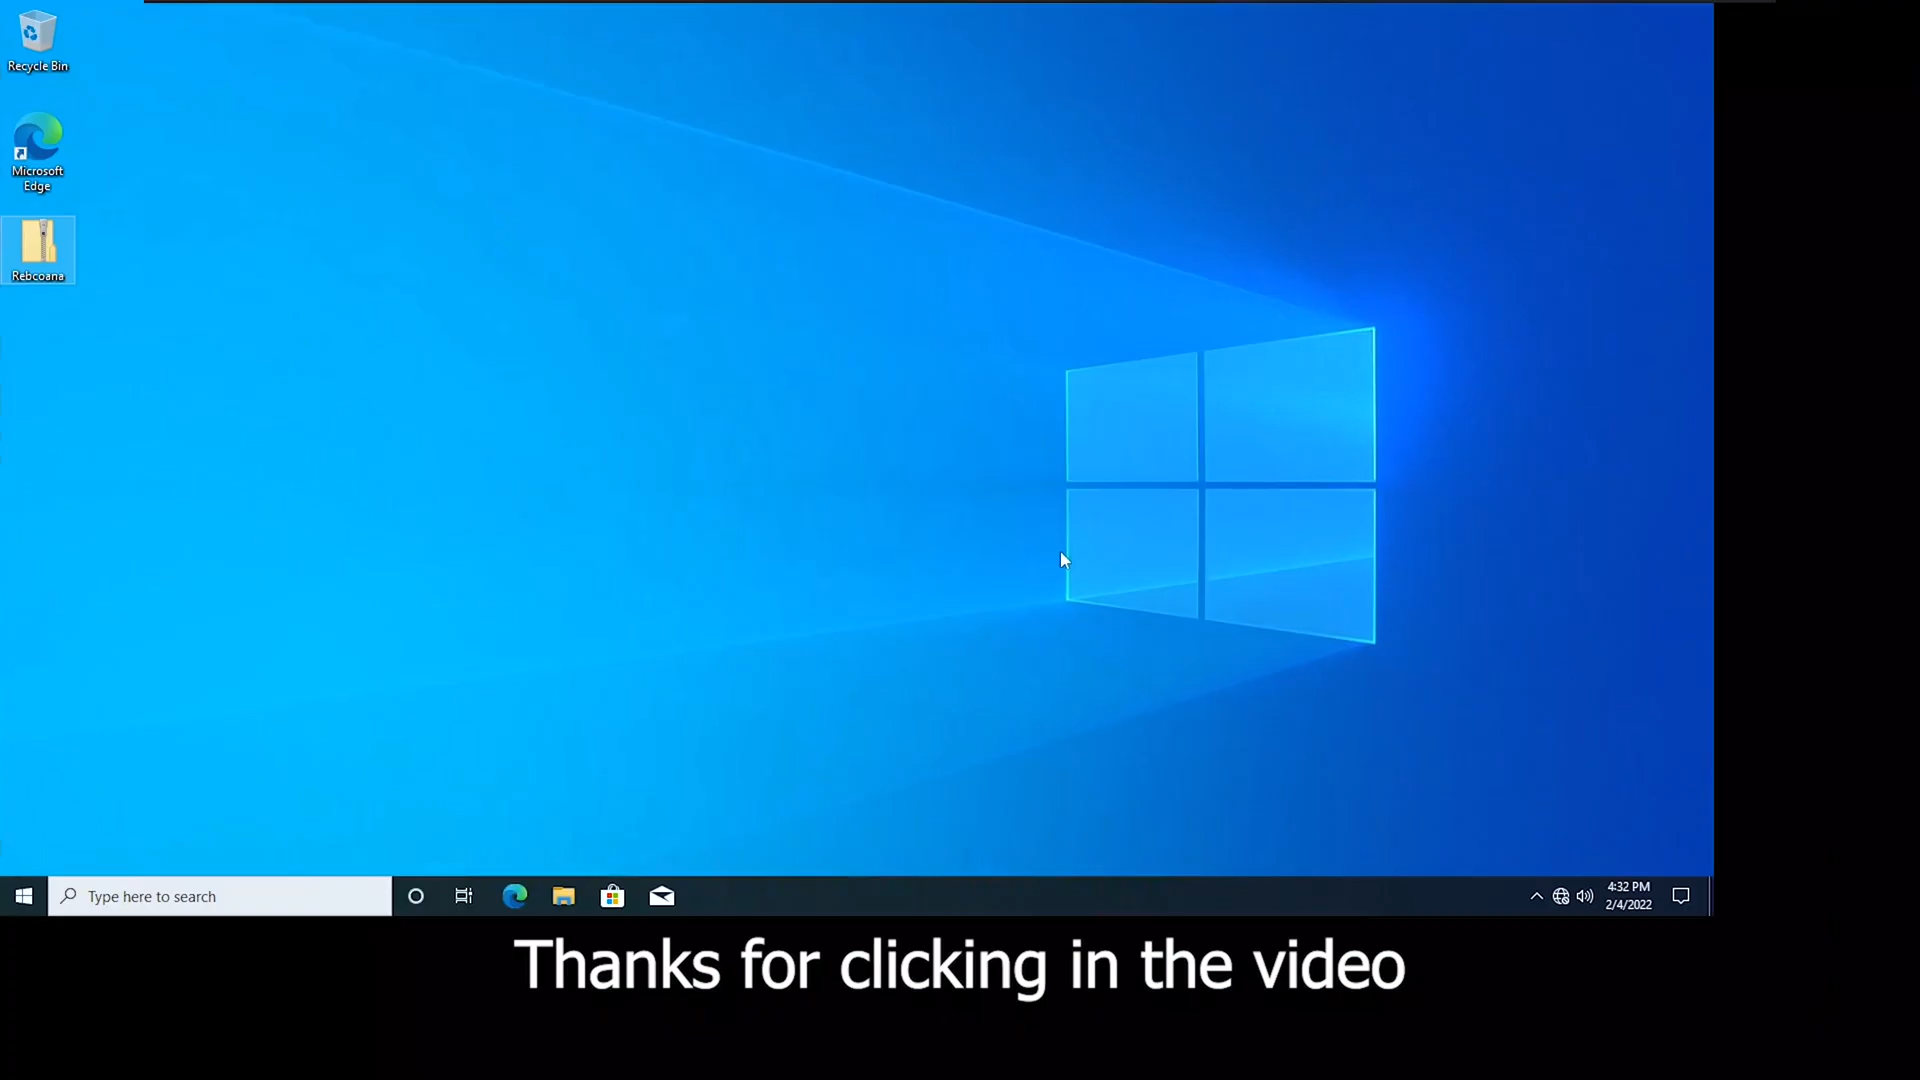 Recycle Bin
Microsoft
Edge
Rebcoana
Type here to search
4:32 PM
2/4/2022
Thanks for clicking in the video